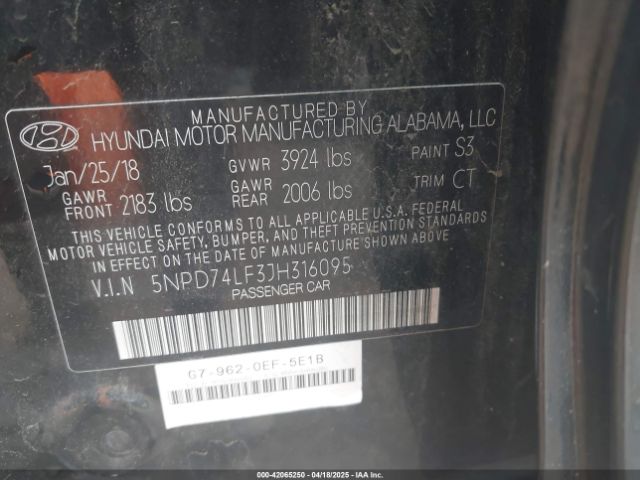 MANUFACTURED BY
HYUNDAI MOTOR MANUFACTURING ALABAMA, LLC
Jan/25/18 GVWR 3924 lbs PAINT S3
GAWR FRONT 2183 lbs GAWR REAR 2006 lbs TRIM CT
THIS VEHICLE CONFORMS TO ALL APPLICABLE U.S.A. FEDERAL
MOTOR VEHICLE SAFETY, BUMPER, AND THEFT PREVENTION STANDARDS
IN EFFECT ON THE DATE OF MANUFACTURE SHOWN ABOVE.
V.I.N 5NPD74LF3JH316095
PASSENGER CAR
G7-962-0EF-5E1B
000-42065250 | 04/18/2025 - IAA, Inc.